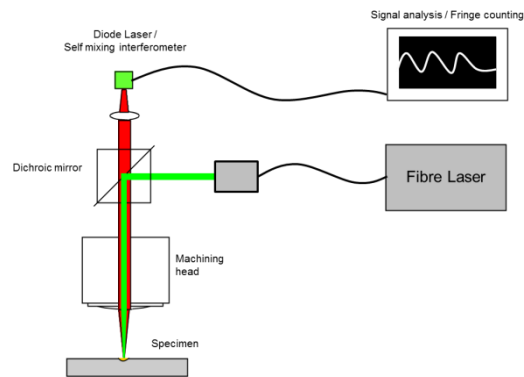 Signal analysis / Fringe counting
Diode Laser /
Self mixing interferometer
Dichroic mirror
Fibre Laser
Machining
head
Specimen